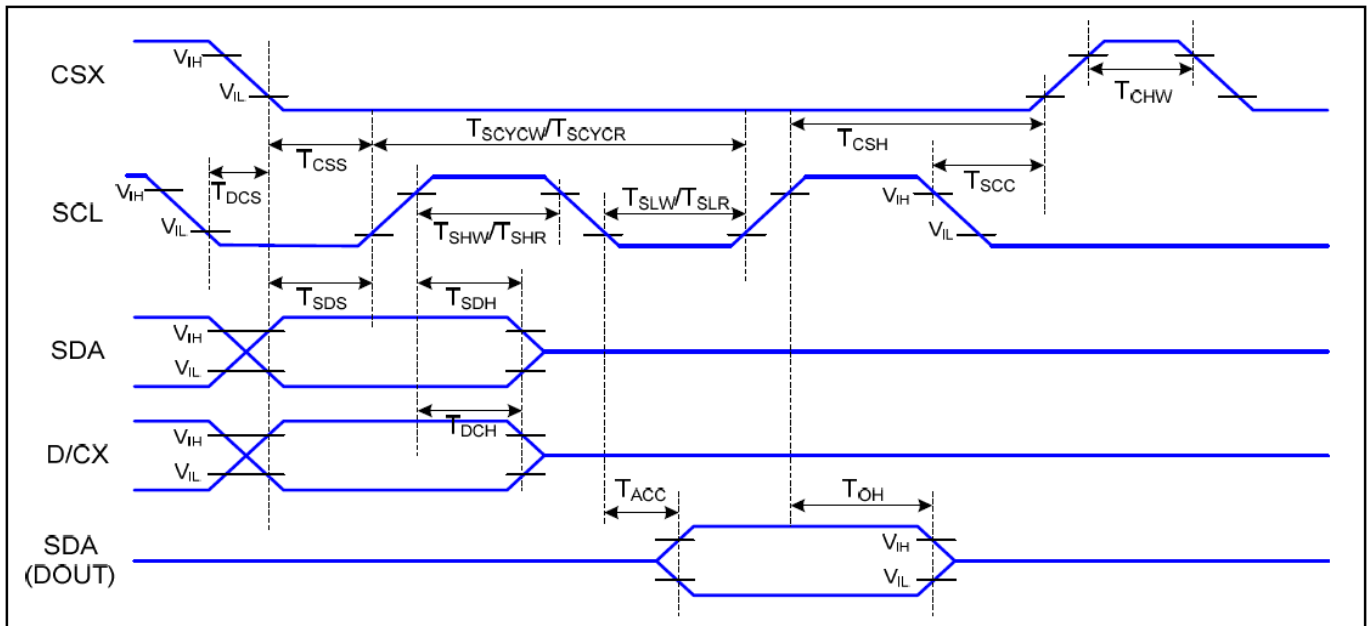 CSX
VIH
VIL
TCHW
TSCYCW/TSCYCR
TCSH
TCSS
TDCS
TSCC
SCL
VIH
VIL
TSHW/TSHR
TSLW/TSLR
VIH
VIL
TSDS
TSDH
SDA
VIH
VIL
D/CX
VIH
VIL
TDCH
TACC
TOH
SDA
(DOUT)
VIH
VIL